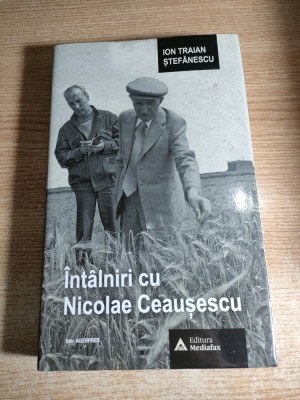 ION TRAIAN
ȘTEFĂNESCU
Întâlniri cu
Nicolae Ceaușescu
foto: AGERPRES
Editura
Mediafax